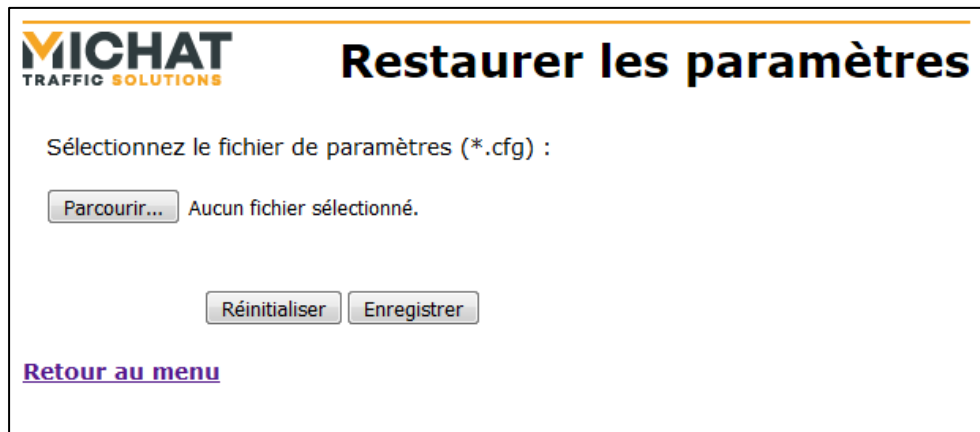 MICHAT
TRAFFIC SOLUTIONS
Restaurer les paramètres
Sélectionnez le fichier de paramètres (*.cfg) :
Parcourir... Aucun fichier sélectionné.
Réinitialiser Enregistrer
Retour au menu